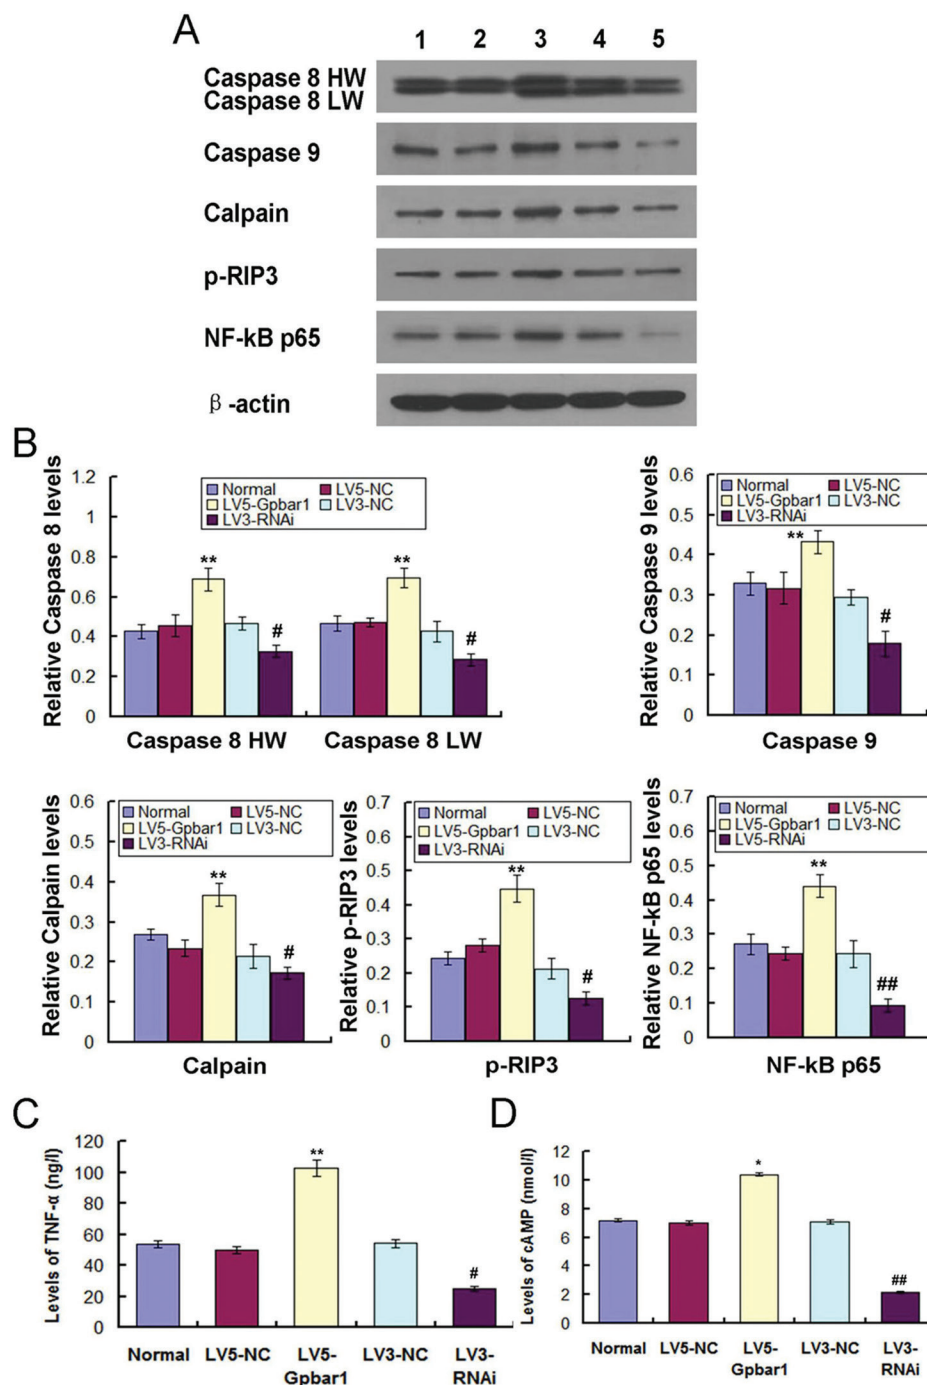 A
1 2 3 4 5
Caspase 8 HW
Caspase 8 LW
Caspase 9
Calpain
p-RIP3
NF-kB p65
β-actin
B
Relative Caspase 8 levels
1.2
1
0.8
0.6
0.4
0.2
0
Normal LV5-NC
LV5-Gpbar1 LV3-NC
LV3-RNAi
** #
** #
Caspase 8 HW Caspase 8 LW
Relative Caspase 9 levels
0.6
0.5
0.4
0.3
0.2
0.1
0
Normal LV5-NC
LV5-Gpbar1 LV3-NC
LV3-RNAi
** #
Caspase 9
Relative Calpain levels
0.6
0.5
0.4
0.3
0.2
0.1
0
Normal LV5-NC
LV5-Gpbar1 LV3-NC
LV3-RNAi
** #
Calpain
Relative p-RIP3 levels
0.7
0.6
0.5
0.4
0.3
0.2
0.1
0
Normal LV5-NC
LV5-Gpbar1 LV3-NC
LV3-RNAi
** #
p-RIP3
Relative NF-kB p65 levels
0.7
0.6
0.5
0.4
0.3
0.2
0.1
0
Normal LV5-NC
LV5-Gpbar1 LV3-NC
LV5-RNAi
** ##
NF-kB p65
C
Levels of TNF-α (ng/l)
120
100
80
60
40
20
0
** #
Normal LV5-NC LV5- LV3-NC LV3-
Gpbar1 RNAi
D
Levels of cAMP (nmol/l)
12
10
8
6
4
2
0
* ##
Normal LV5-NC LV5- LV3-NC LV3-
Gpbar1 RNAi